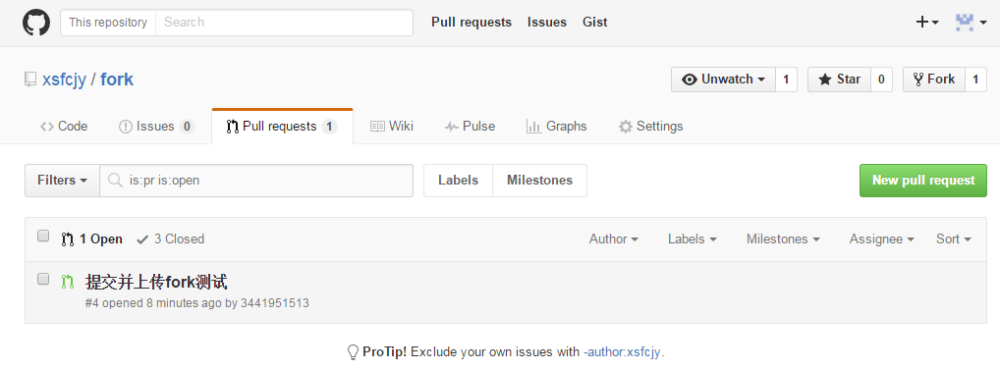 This repository Search Pull requests Issues Gist
xsfcjy / fork Unwatch 1 Star 0 Fork 1
Code Issues 0 Pull requests 1 Wiki Pulse Graphs Settings
Filters is:pr is:open Labels Milestones New pull request
1 Open 3 Closed Author Labels Milestones Assignee Sort
提交并上传fork测试
#4 opened 8 minutes ago by 3441951513
ProTip! Exclude your own issues with -author:xsfcjy.